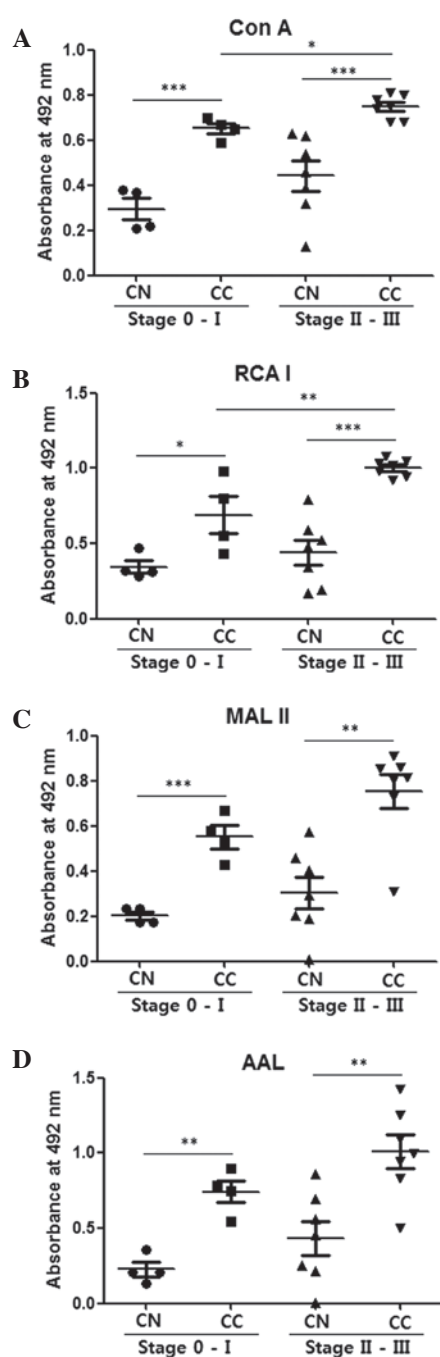 A
Con A
*
***
***
Absorbance at 492 nm
1.0
0.8
0.6
0.4
0.2
0.0
CN CC CN CC
Stage 0 - I Stage II - III
B
RCA I
**
*
***
Absorbance at 492 nm
1.5
1.0
0.5
0.0
CN CC CN CC
Stage 0 - I Stage II - III
C
MAL II
**
***
Absorbance at 492 nm
1.0
0.8
0.6
0.4
0.2
0.0
CN CC CN CC
Stage 0 - I Stage II - III
D
AAL
**
**
Absorbance at 492 nm
1.5
1.0
0.5
0.0
CN CC CN CC
Stage 0 - I Stage II - III